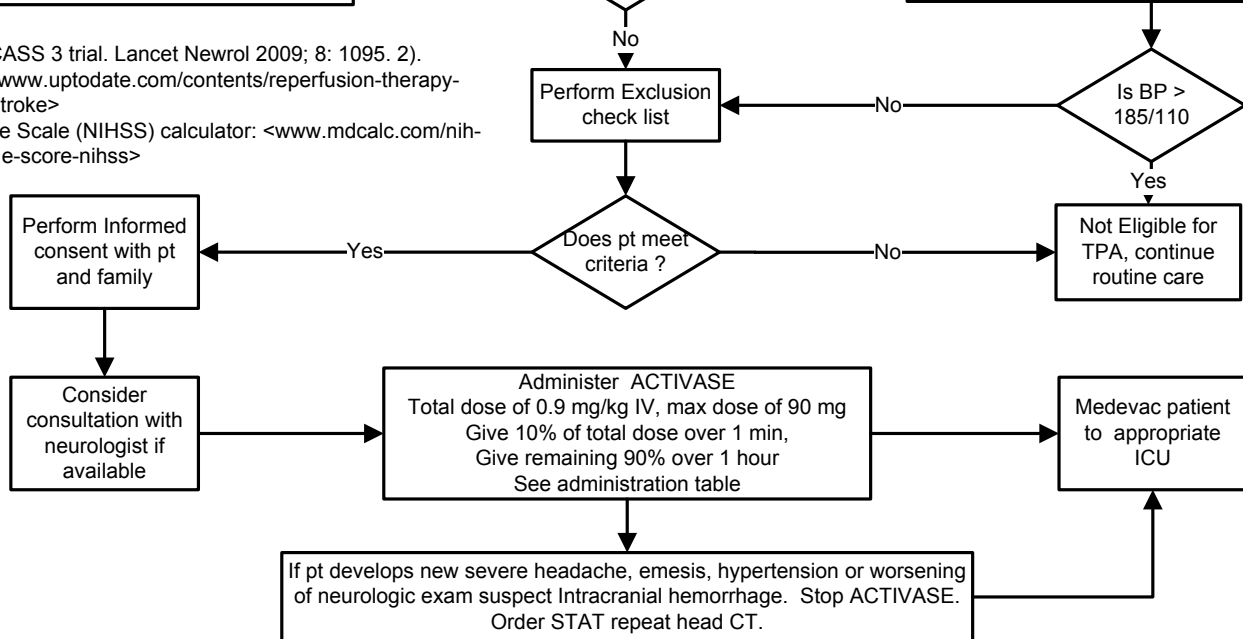 No
CASS 3 trial. Lancet Newrol 2009; 8: 1095. 2).
www.uptodate.com/contents/reperfusion-therapy-
troke>
e Scale (NIHSS) calculator: <www.mdcalc.com/nih-
e-score-nihss>
Perform Exclusion
check list
No
Is BP >
185/110
Yes
Perform Informed
consent with pt
and family
Yes
Does pt meet
criteria ?
No
Not Eligible for
TPA, continue
routine care
Consider
consultation with
neurologist if
available
Administer ACTIVASE
Total dose of 0.9 mg/kg IV, max dose of 90 mg
Give 10% of total dose over 1 min,
Give remaining 90% over 1 hour
See administration table
Medevac patient
to appropriate
ICU
If pt develops new severe headache, emesis, hypertension or worsening
of neurologic exam suspect Intracranial hemorrhage. Stop ACTIVASE.
Order STAT repeat head CT.